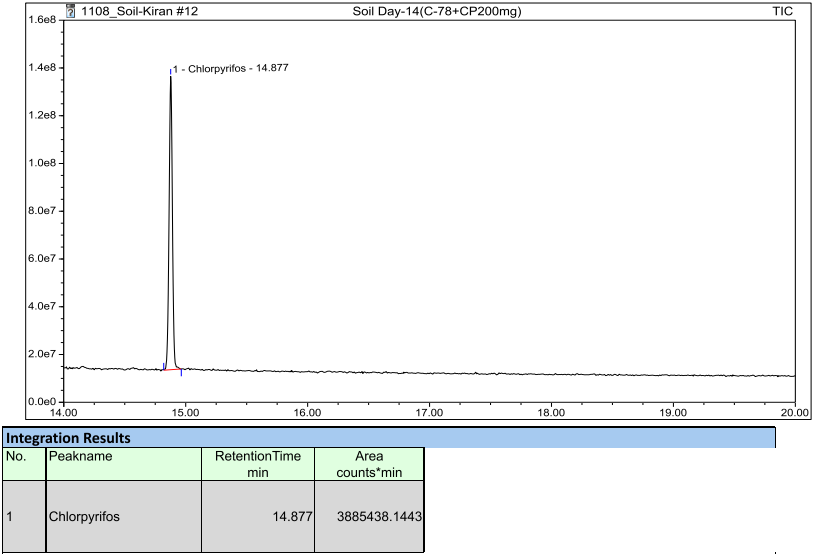 1108_Soil-Kiran #12 Soil Day-14(C-78+CP200mg) TIC
1.6e8
1.4e8
1 - Chlorpyrifos - 14.877
1.2e8
1.0e8
8.0e7
6.0e7
4.0e7
2.0e7
0.0e0
14.00 15.00 16.00 17.00 18.00 19.00 20.00
Integration Results
No. Peakname RetentionTime Area
min counts*min
1 Chlorpyrifos 14.877 3885438.1443